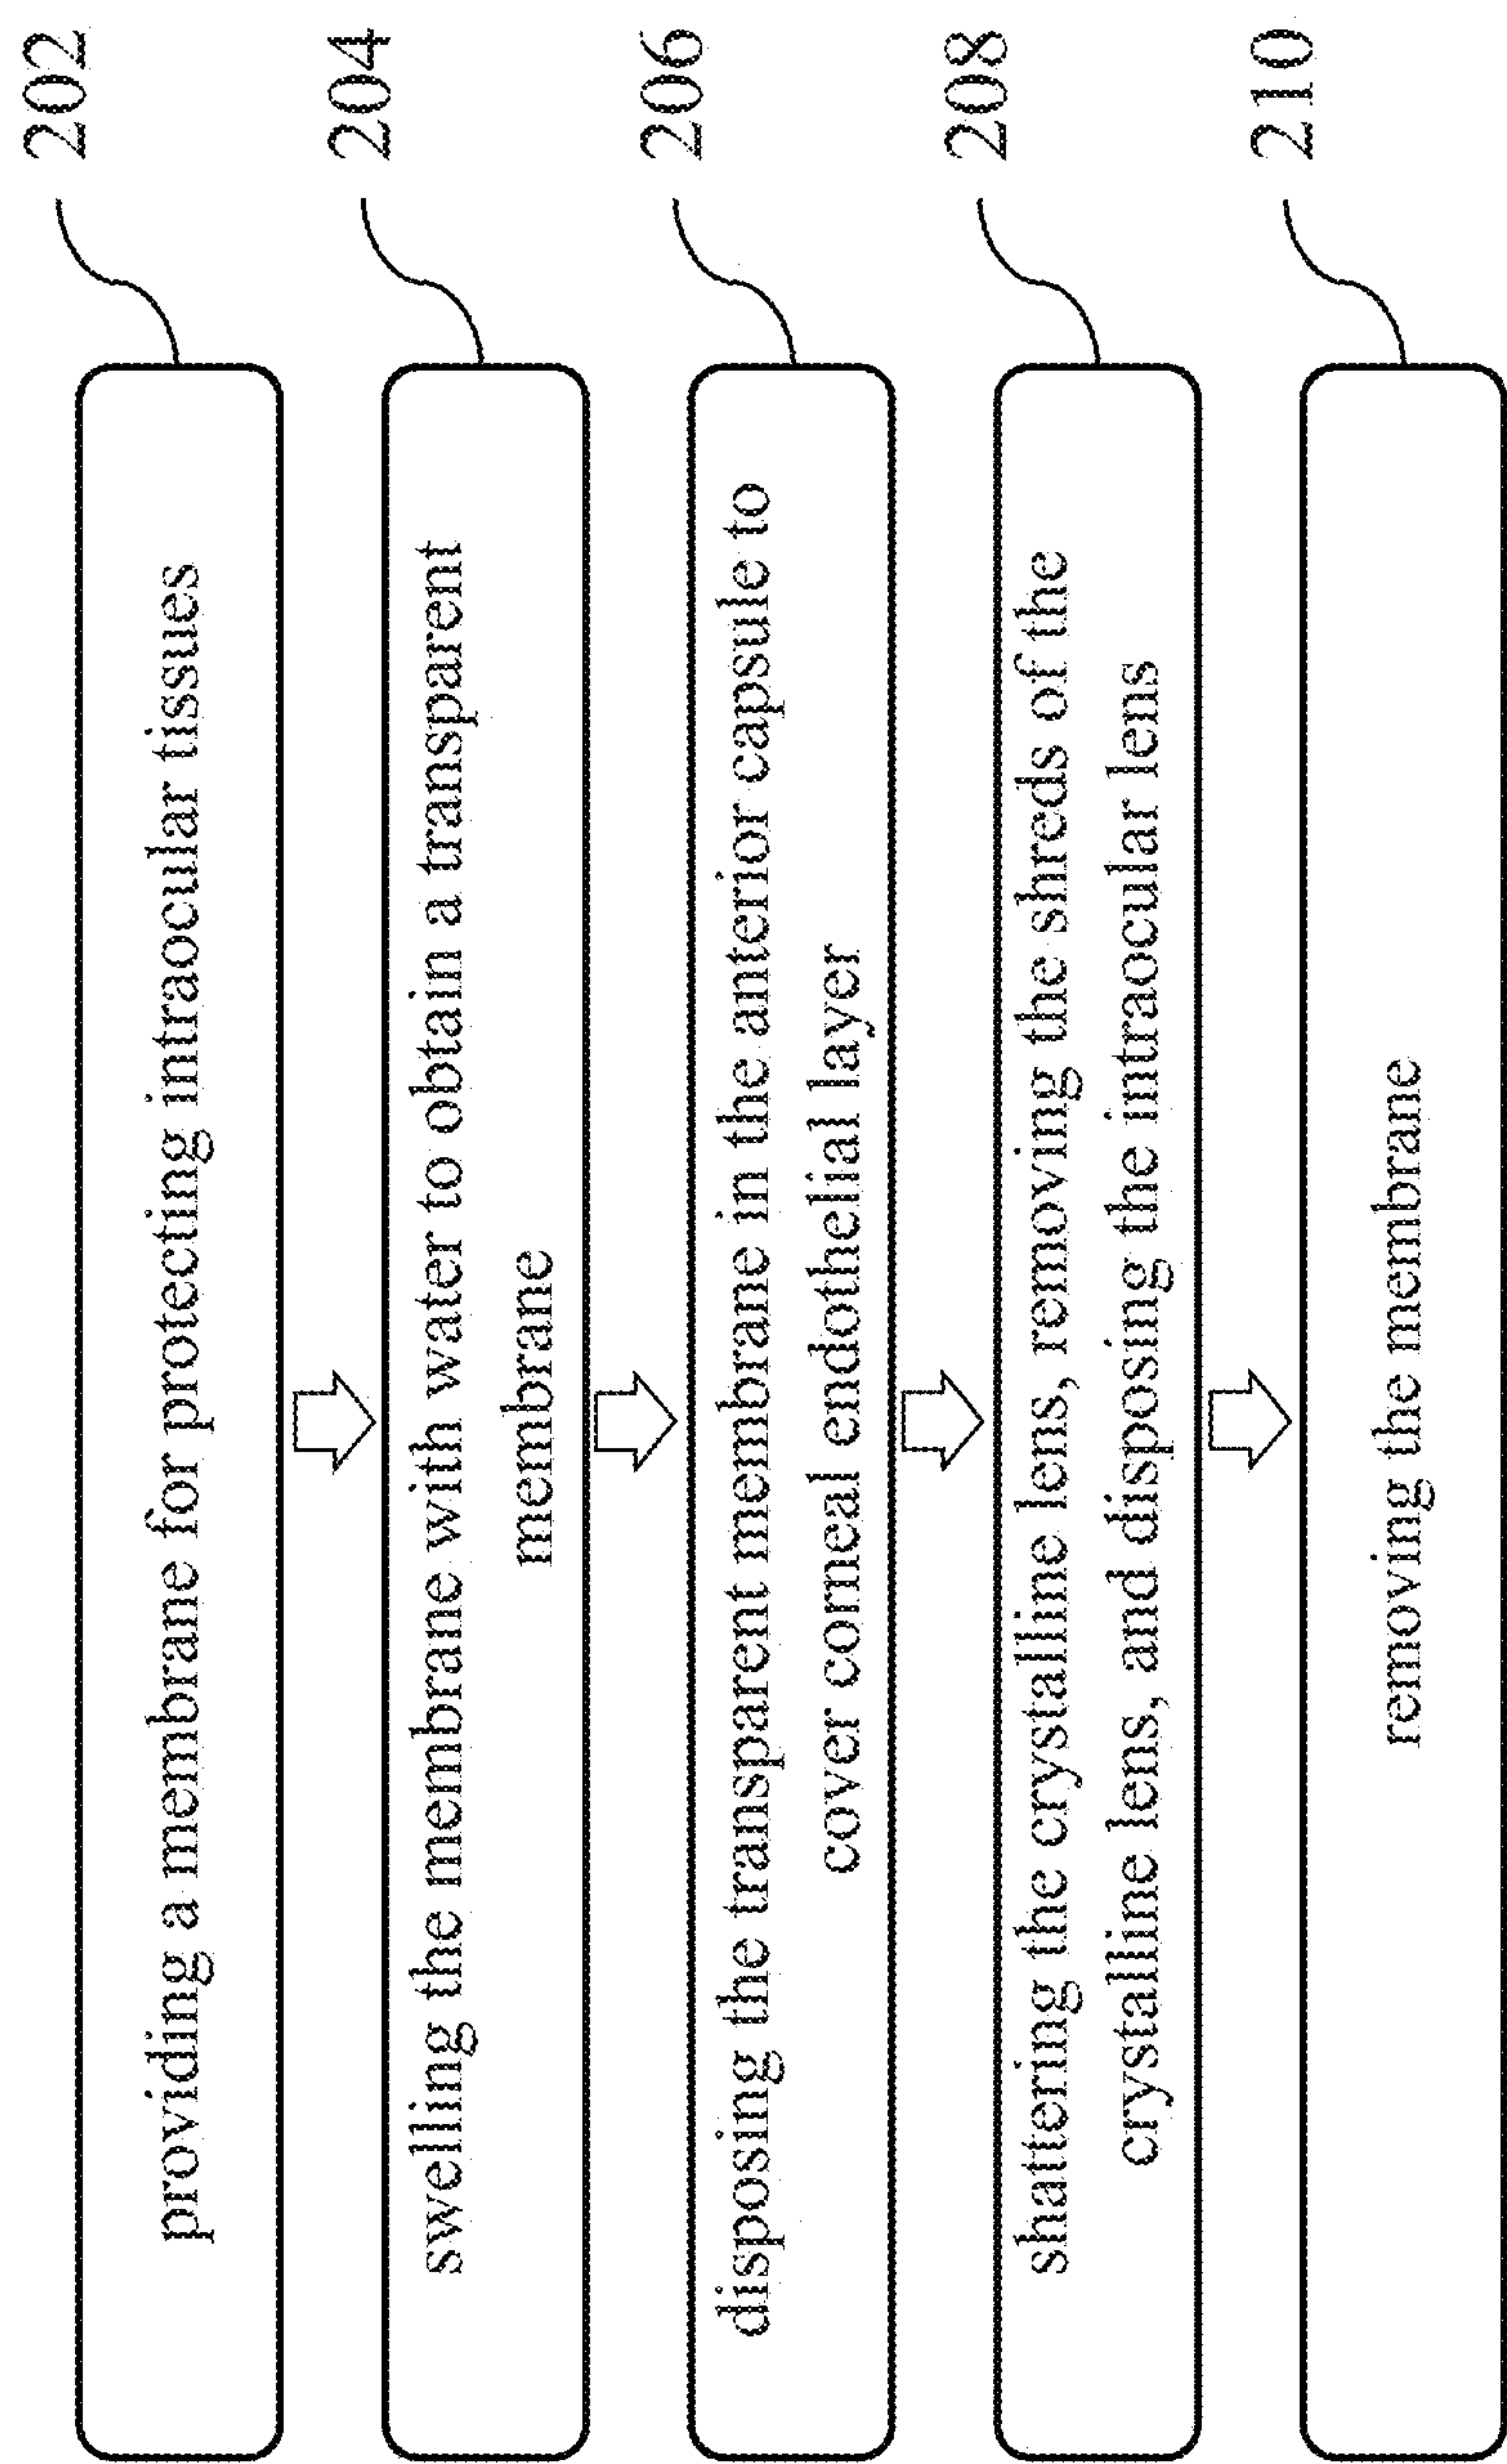 202
providing a membrane for protecting intraocular tissues
204
swelling the membrane with water to obtain a transparent
membrane
206
disposing the transparent membrane in the anterior capsule to
cover corneal endothelial layer
208
shattering the crystalline lens, removing the shreds of the
crystalline lens, and disposing the intraocular lens
210
removing the membrane